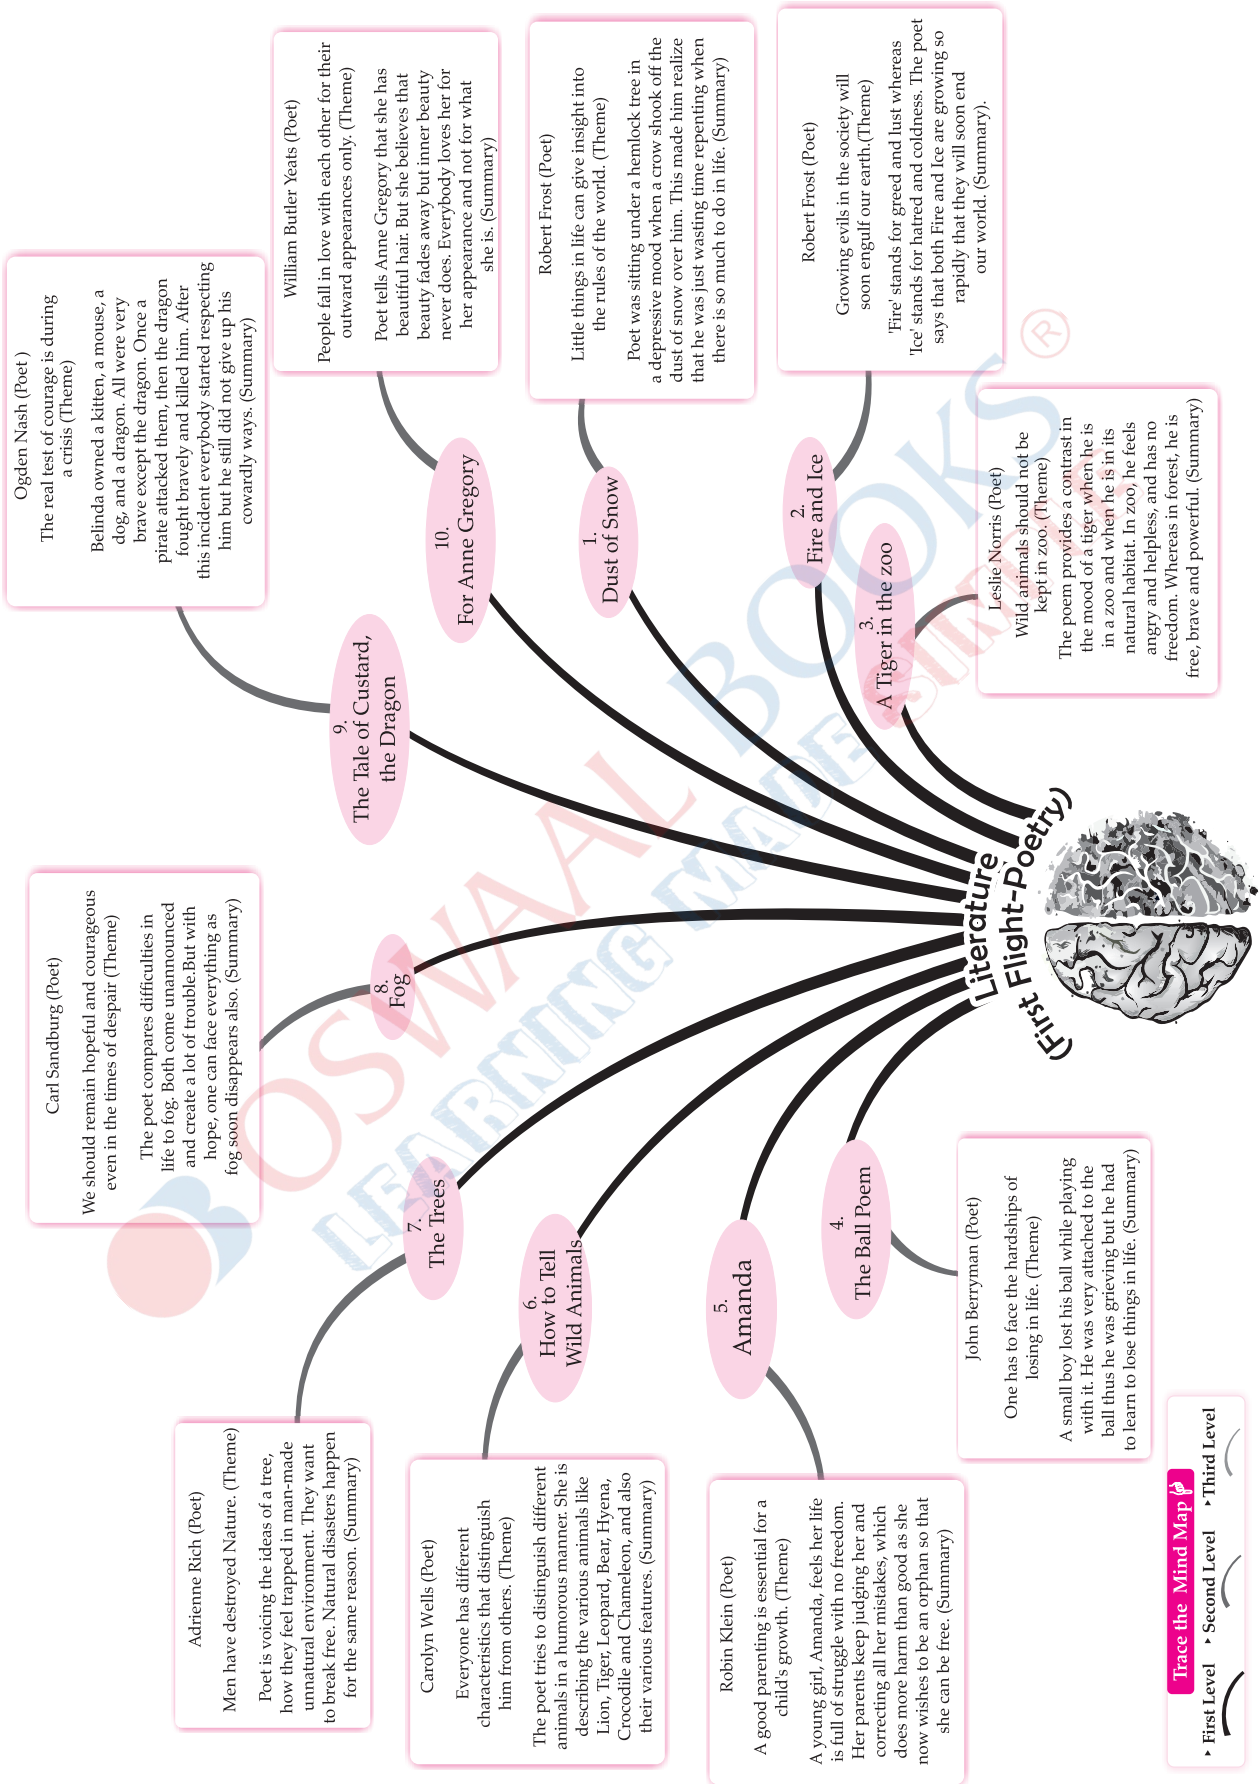 Literature
(First Flight-Poetry)
1.
Dust of Snow
Robert Frost (Poet)
Little things in life can give insight into
the rules of the world. (Theme)
Poet was sitting under a hemlock tree in
a depressive mood when a crow shook off the
dust of snow over him. This made him realize
that he was just wasting time repenting when
there is so much to do in life. (Summary)
2.
Fire and Ice
Robert Frost (Poet)
Growing evils in the society will
soon engulf our earth.(Theme)
'Fire' stands for greed and lust whereas
'Ice' stands for hatred and coldness. The poet
says that both Fire and Ice are growing so
rapidly that they will soon end
our world. (Summary).
3.
A Tiger in the zoo
Leslie Norris (Poet)
Wild animals should not be
kept in zoo. (Theme)
The poem provides a contrast in
the mood of a tiger when he is
in a zoo and when he is in its
natural habitat. In zoo, he feels
angry and helpless, and has no
freedom. Whereas in forest, he is
free, brave and powerful. (Summary)
4.
The Ball Poem
John Berryman (Poet)
One has to face the hardships of
losing in life. (Theme)
A small boy lost his ball while playing
with it. He was very attached to the
ball thus he was grieving but he had
to learn to lose things in life. (Summary)
5.
Amanda
Robin Klein (Poet)
A good parenting is essential for a
child's growth. (Theme)
A young girl, Amanda, feels her life
is full of struggle with no freedom.
Her parents keep judging her and
correcting all her mistakes, which
does more harm than good as she
now wishes to be an orphan so that
she can be free. (Summary)
6.
How to Tell
Wild Animals
Carolyn Wells (Poet)
Everyone has different
characteristics that distinguish
him from others. (Theme)
The poet tries to distinguish different
animals in a humorous manner. She is
describing the various animals like
Lion, Tiger, Leopard, Bear, Hyena,
Crocodile and Chameleon, and also
their various features. (Summary)
7.
The Trees
Adrienne Rich (Poet)
Men have destroyed Nature. (Theme)
Poet is voicing the ideas of a tree,
how they feel trapped in man-made
unnatural environment. They want
to break free. Natural disasters happen
for the same reason. (Summary)
8.
Fog
Carl Sandburg (Poet)
We should remain hopeful and courageous
even in the times of despair (Theme)
The poet compares difficulties in
life to fog. Both come unannounced
and create a lot of trouble.But with
hope, one can face everything as
fog soon disappears also. (Summary)
9.
The Tale of Custard,
the Dragon
Ogden Nash (Poet )
The real test of courage is during
a crisis (Theme)
Belinda owned a kitten, a mouse, a
dog, and a dragon. All were very
brave except the dragon. Once a
pirate attacked them, then the dragon
fought bravely and killed him. After
this incident everybody started respecting
him but he still did not give up his
cowardly ways. (Summary)
10.
For Anne Gregory
William Butler Yeats (Poet)
People fall in love with each other for their
outward appearances only. (Theme)
Poet tells Anne Gregory that she has
beautiful hair. But she believes that
beauty fades away but inner beauty
never does. Everybody loves her for
her appearance and not for what
she is. (Summary)
Trace the Mind Map
First Level
Second Level
Third Level
OSWAAL BOOKS ®
LEARNING MADE SIMPLE